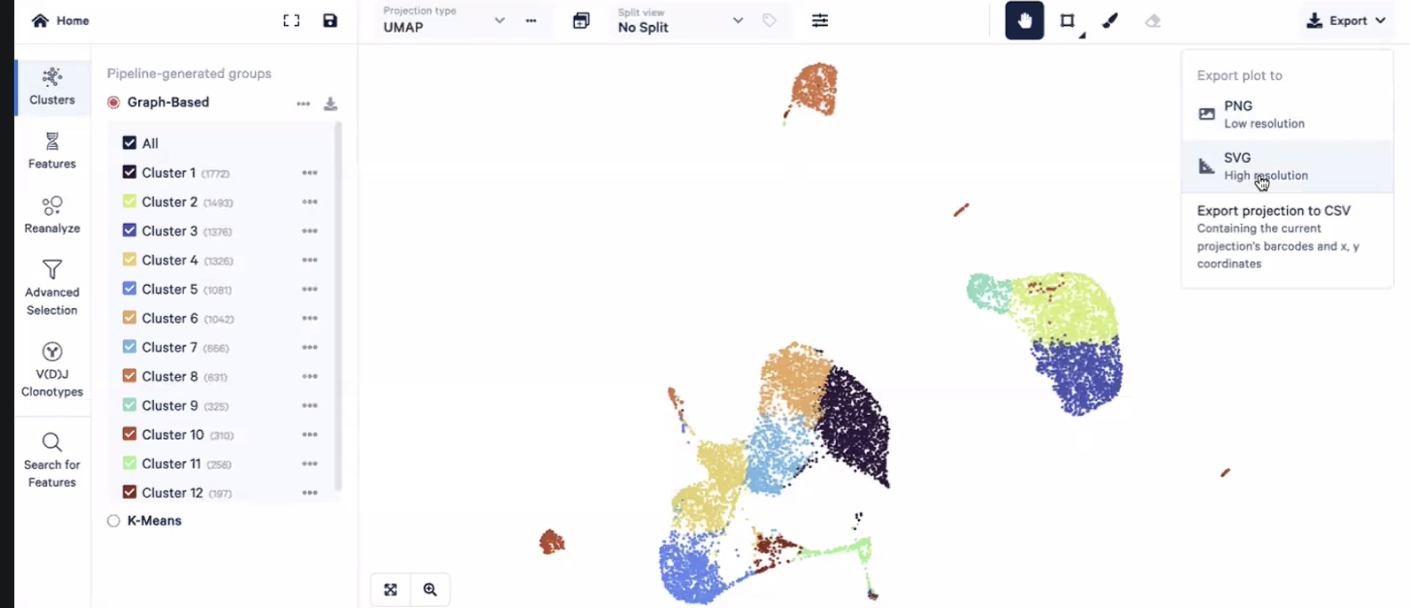 Home
Projection type
UMAP
Split view
No Split
Export
Clusters
Features
Reanalyze
Advanced
Selection
V(D)J
Clonotypes
Search for
Features
Pipeline-generated groups
Graph-Based
All
Cluster 1 (1772)
Cluster 2 (1493)
Cluster 3 (1376)
Cluster 4 (1326)
Cluster 5 (1081)
Cluster 6 (1042)
Cluster 7 (666)
Cluster 8 (631)
Cluster 9 (325)
Cluster 10 (310)
Cluster 11 (258)
Cluster 12 (197)
K-Means
Export plot to
PNG
Low resolution
SVG
High resolution
Export projection to CSV
Containing the current
projection's barcodes and x, y
coordinates